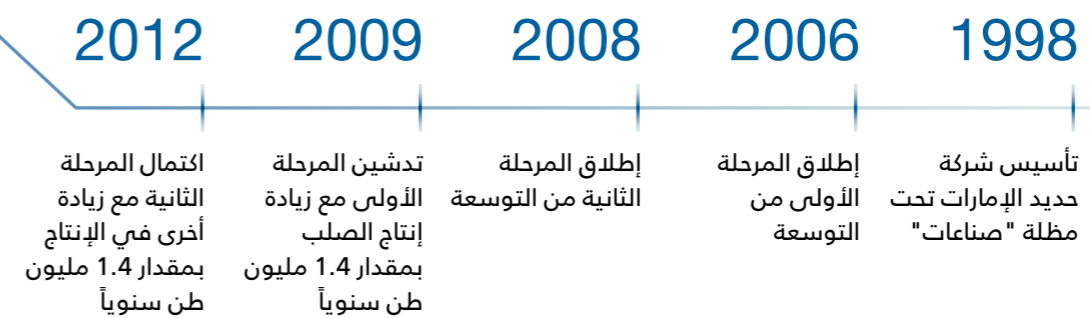 1998
تأسيس شركة
حديد الإمارات تحت
مظلة "صناعات"
2006
إطلاق المرحلة
الأولى من
التوسعة
2008
إطلاق المرحلة
الثانية من التوسعة
2009
تدشين المرحلة
الأولى مع زيادة
إنتاج الصلب
بمقدار 1.4 مليون
طن سنوياً
2012
اكتمال المرحلة
الثانية مع زيادة
أخرى في الإنتاج
بمقدار 1.4 مليون
طن سنوياً